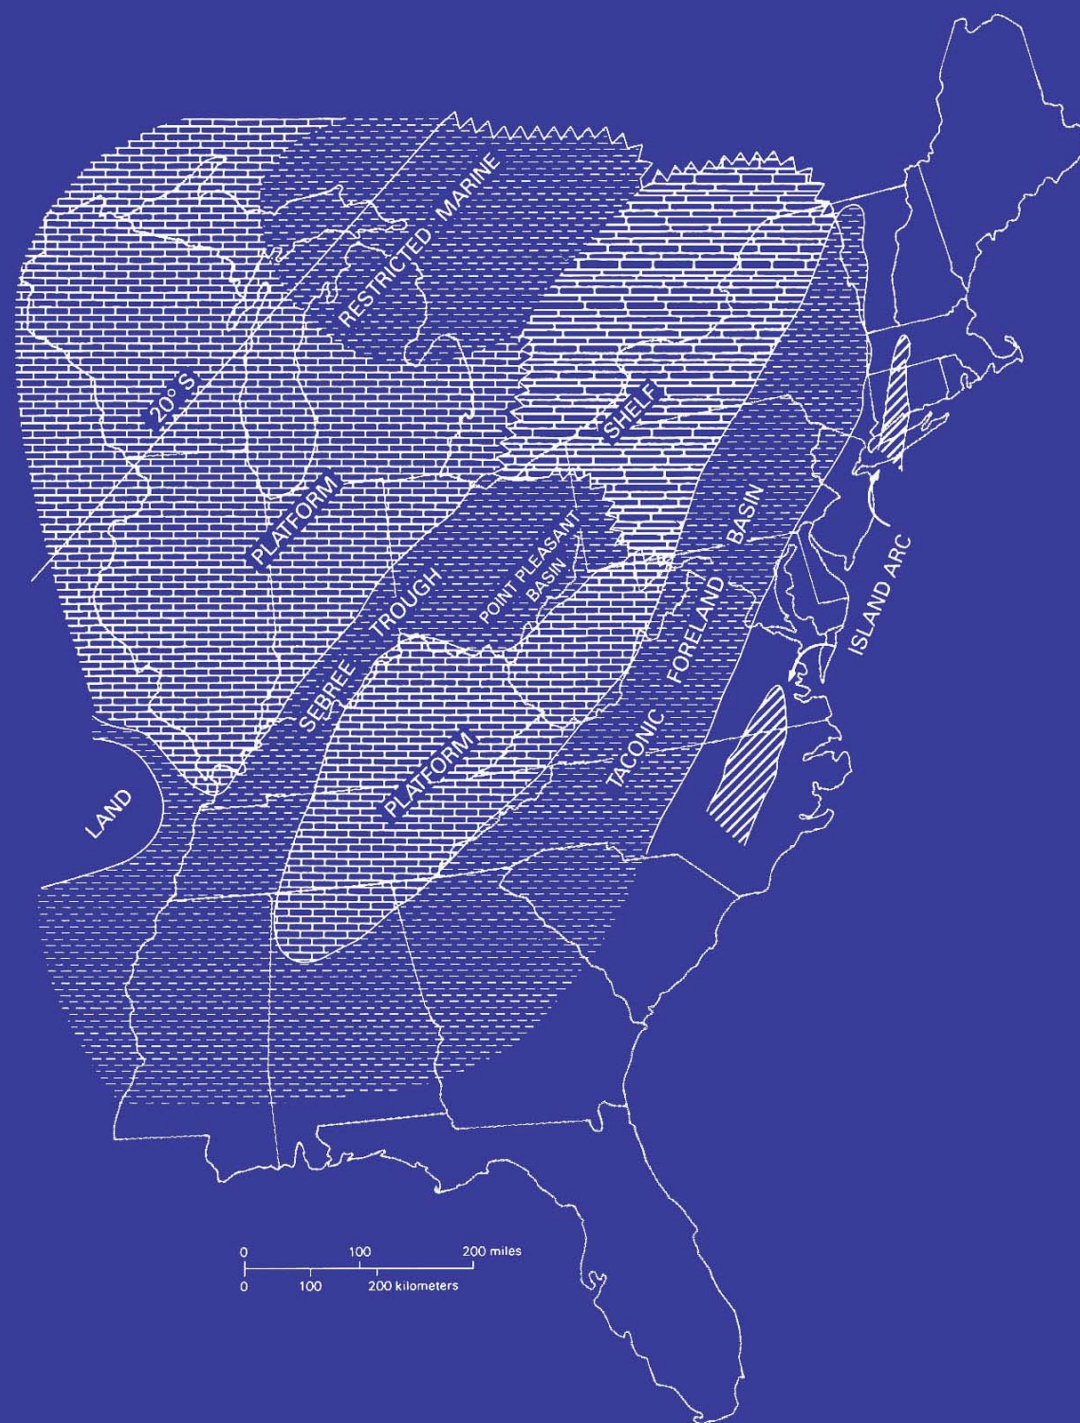 RESTRICTED MARINE
20° S.
SHELF
PLATFORM
POINT PLEASANT
BASIN
SEBREE TROUGH
TACONIC FORELAND BASIN
ISLAND ARC
PLATFORM
LAND
0 100 200 miles
0 100 200 kilometers